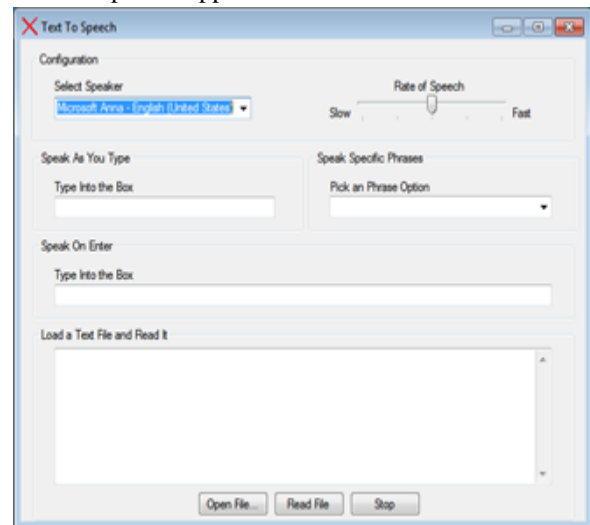 Text To Speech
Configuration
Select Speaker
Rate of Speech
Microsoft Anna - English (United States)
Slow
Fast
Speak As You Type
Speak Specific Phrases
Type Into the Box
Pick an Phrase Option
Speak On Enter
Type Into the Box
Load a Text File and Read It
Open File... Read File Stop